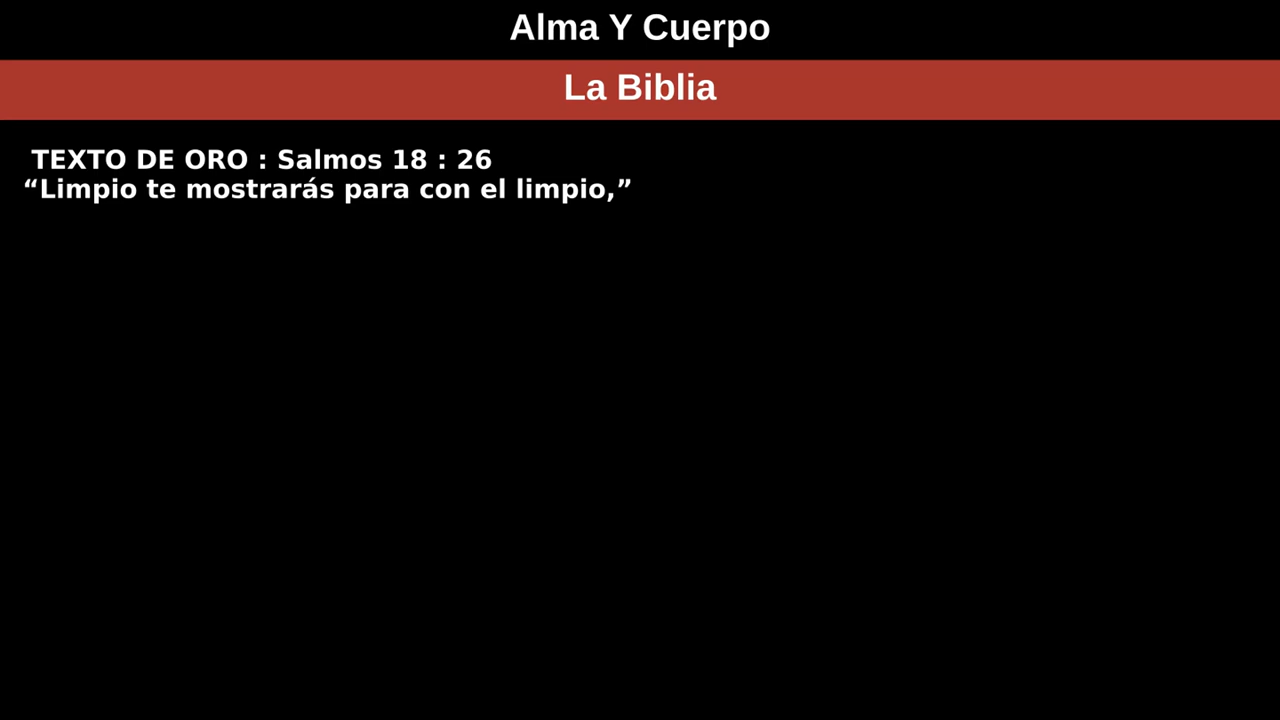 Alma Y Cuerpo
La Biblia
TEXTO DE ORO : Salmos 18 : 26
“Limpio te mostrarás para con el limpio,”